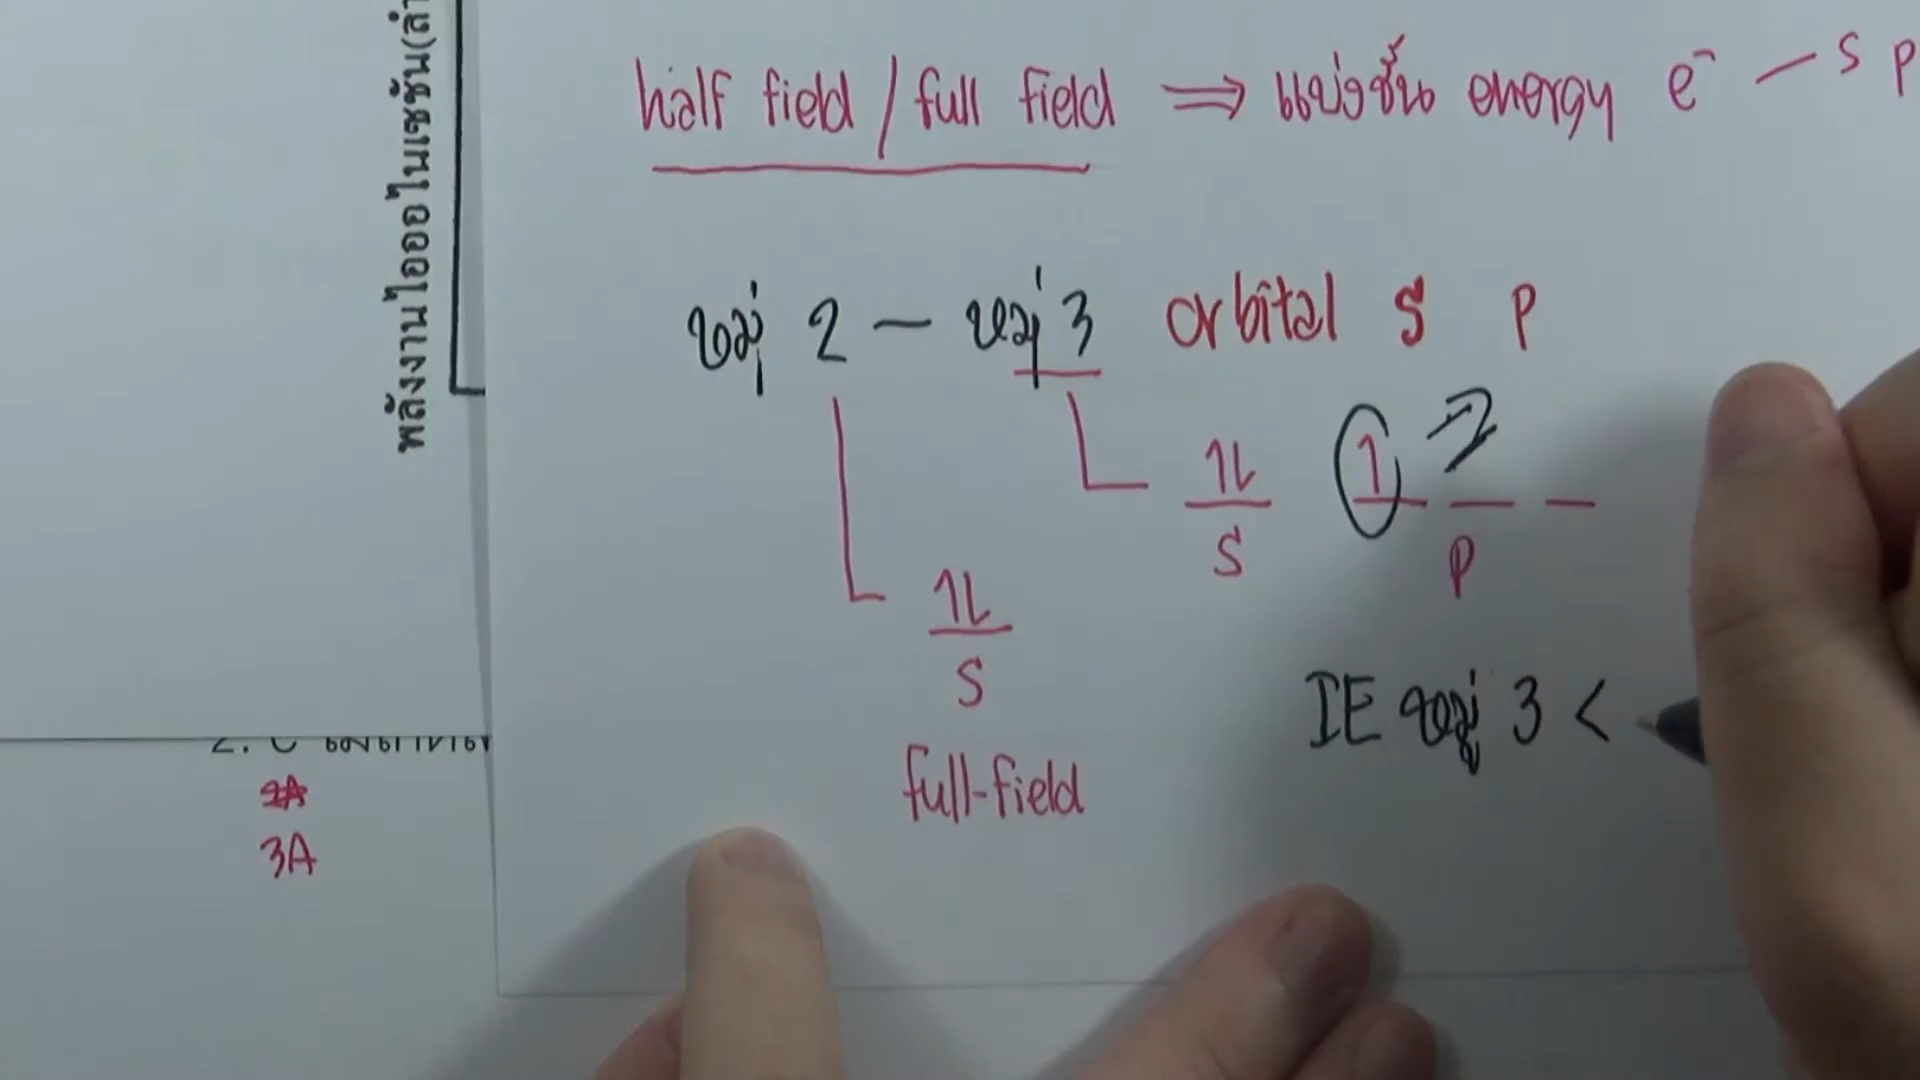 half field / full field ⇒ แบ่งชั้น energy e⁻ — s p
หมู่ 2 — หมู่ 3 orbital s p
1l 1
s p
1l
s
full-field
IE หมู่ 3 <
พลังงานไอออไนเซชัน(ลำ
2. C
2A
3A